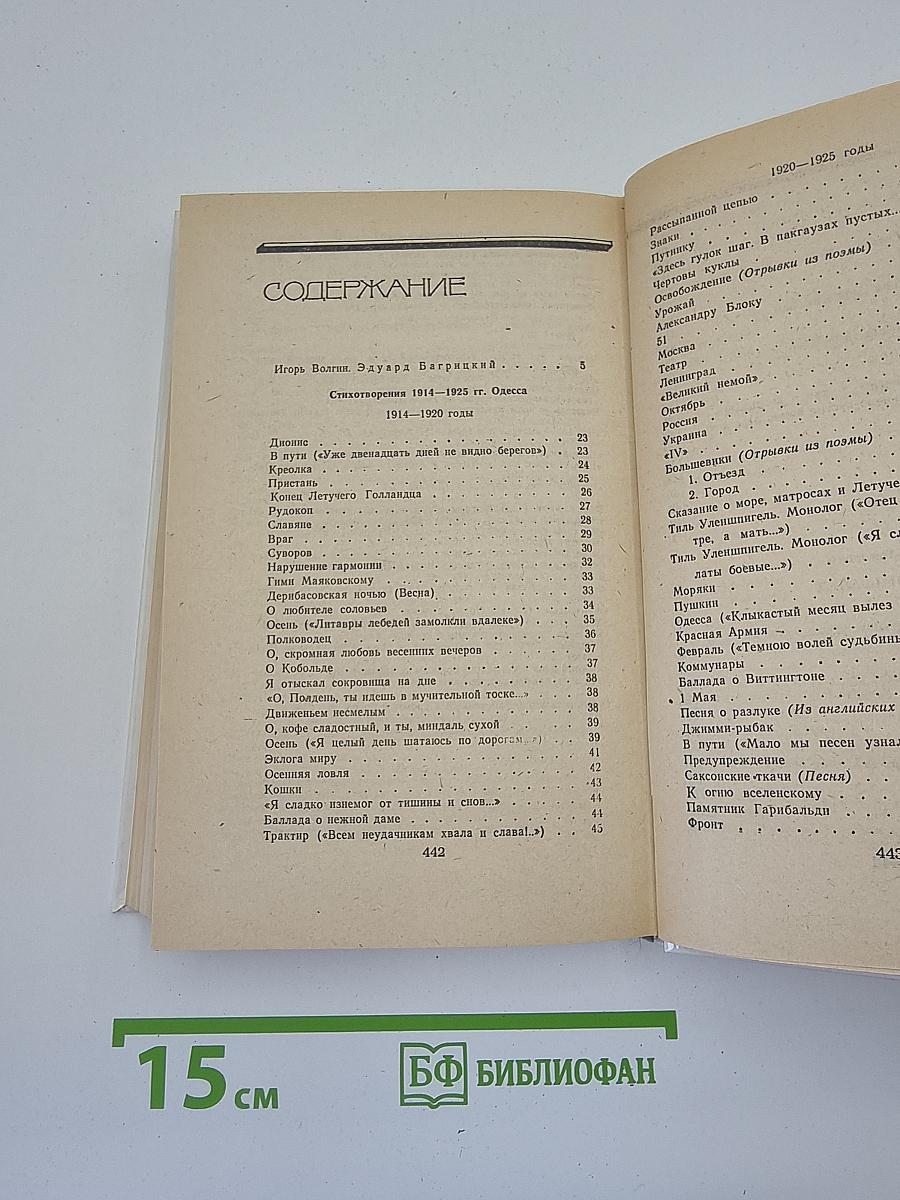 СОДЕРЖАНИЕ
Игорь Волгин. Эдуард Багрицкий . . . . . 5
Стихотворения 1914—1925 гг. Одесса
1914—1920 годы
Дионис . . . . . 23
В пути («Уже двенадцать дней не видно берегов») . 23
Креолка . . . . . 24
Пристань . . . . . 25
Конец Летучего Голландца . . . . . 26
Рудокоп . . . . . 27
Славяне . . . . . 28
Враг . . . . . 29
Суворов . . . . . 30
Нарушение гармонии . . . . . 32
Гимн Маяковскому . . . . . 33
Дерибасовская ночью (Весна) . . . . . 33
О любителе соловьев . . . . . 34
Осень («Литавры лебедей замолкли вдалеке») . . . 35
Полководец . . . . . 36
О, скромная любовь весенних вечеров . . . . . 37
О Кобольде . . . . . 37
Я отыскал сокровища на дне . . . . . 38
«О, Полдень, ты идешь в мучительной тоске...» . . . . 38
Движеньем несмелым . . . . . 38
О, кофе сладостный, и ты, миндаль сухой . . . . . 39
Осень («Я целый день шатаюсь по дорогам...») . . . 39
Эклога миру . . . . . 41
Осенняя ловля . . . . . 42
Кошки . . . . . 43
«Я сладко изнемог от тишины и снов...» . . . . . 44
Баллада о нежной даме . . . . . 44
Трактир («Всем неудачникам хвала и слава!..») . . 45
442
1920—1925 годы
Рассыпанной цепью . . . . .
Знаки . . . . .
Путнику . . . . .
«Здесь гулок шаг. В пакгаузах пустых...
Чертовы куклы . . . . .
Освобождение (Отрывки из поэмы) . .
Урожай . . . . .
Александру Блоку . . . . .
51 . . . . .
Москва . . . . .
Театр . . . . .
Ленинград . . . . .
«Великий немой» . . . . .
Октябрь . . . . .
Россия . . . . .
Украина . . . . .
«IV» . . . . .
Большевики (Отрывки из поэмы) . .
1. Отъезд . . . . .
2. Город . . . . .
Сказание о море, матросах и Летуче
Тиль Уленшпигель. Монолог («Отец
тре, а мать...») . . . . .
Тиль Уленшпигель. Монолог («Я сл
латы боевые...») . . . . .
Моряки . . . . .
Пушкин . . . . .
Одесса («Клыкастый месяц вылез
Красная Армия . . . . .
Февраль («Темною волей судьбины
Коммунары . . . . .
Баллада о Виттингтоне . . . . .
1 Мая . . . . .
Песня о разлуке (Из английских
Джимми-рыбак . . . . .
В пути («Мало мы песен узнал
Предупреждение . . . . .
Саксонские ткачи (Песня) . . .
К огню вселенскому . . . . .
Памятник Гарибальди . . . . .
Фронт . . . . .
443
15 см
БФ БИБЛИОФАН